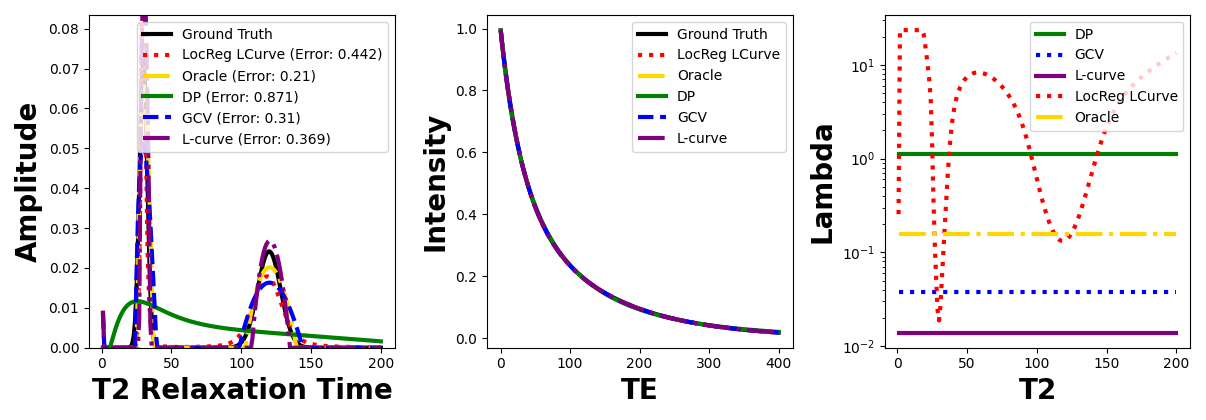 Amplitude
0.08
0.07
0.06
0.05
0.04
0.03
0.02
0.01
0.00
Ground Truth
LocReg LCurve (Error: 0.442)
Oracle (Error: 0.21)
DP (Error: 0.871)
GCV (Error: 0.31)
L-curve (Error: 0.369)
0 50 100 150 200
T2 Relaxation Time
Intensity
1.0
0.8
0.6
0.4
0.2
0.0
Ground Truth
LocReg LCurve
Oracle
DP
GCV
L-curve
0 100 200 300 400
TE
Lambda
10¹
10⁰
10⁻¹
10⁻²
DP
GCV
L-curve
LocReg LCurve
Oracle
0 50 100 150 200
T2